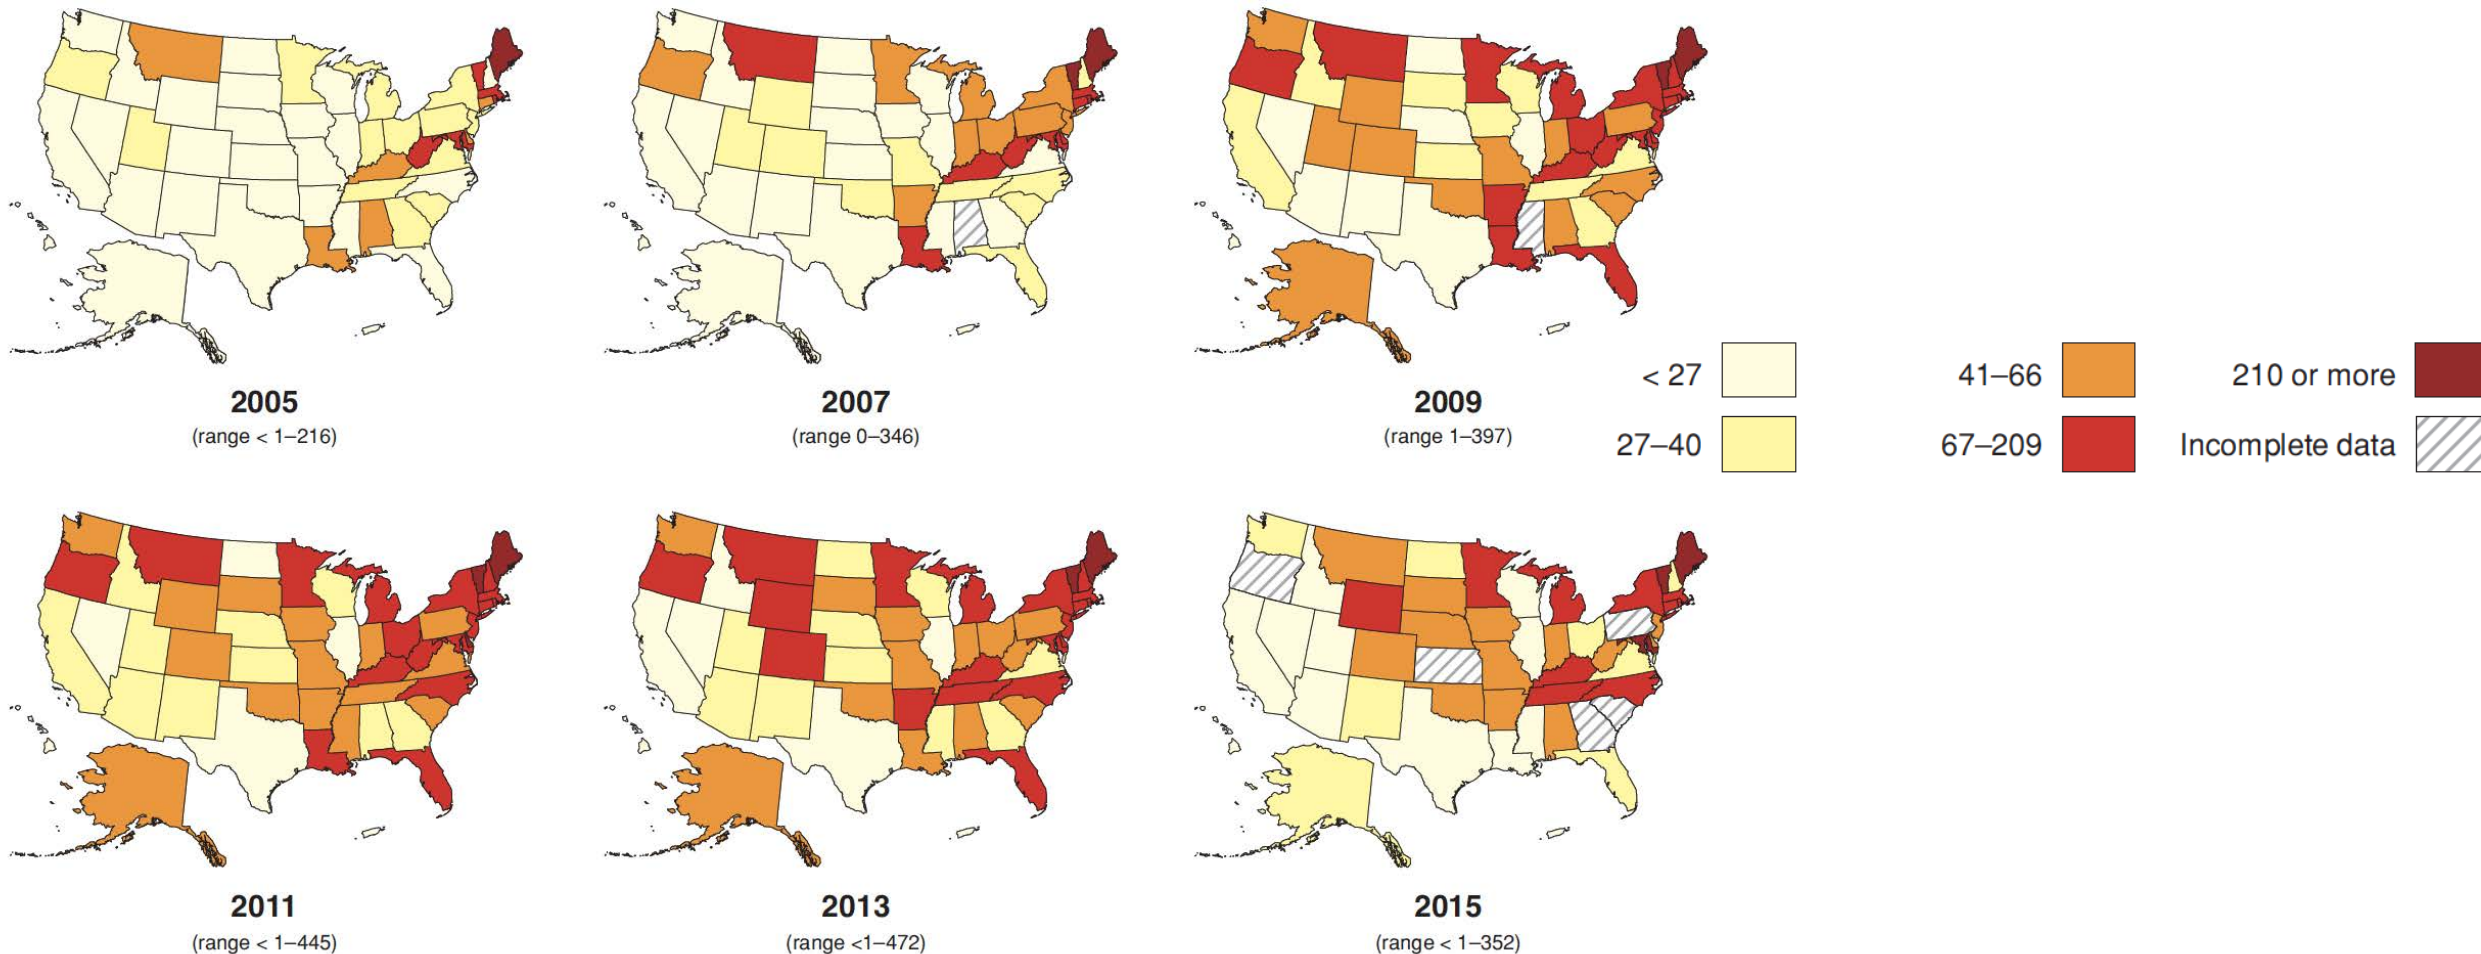 2005
(range < 1–216)
2007
(range 0–346)
2009
(range 1–397)
< 27
41–66
210 or more
27–40
67–209
Incomplete data
2011
(range < 1–445)
2013
(range <1–472)
2015
(range < 1–352)